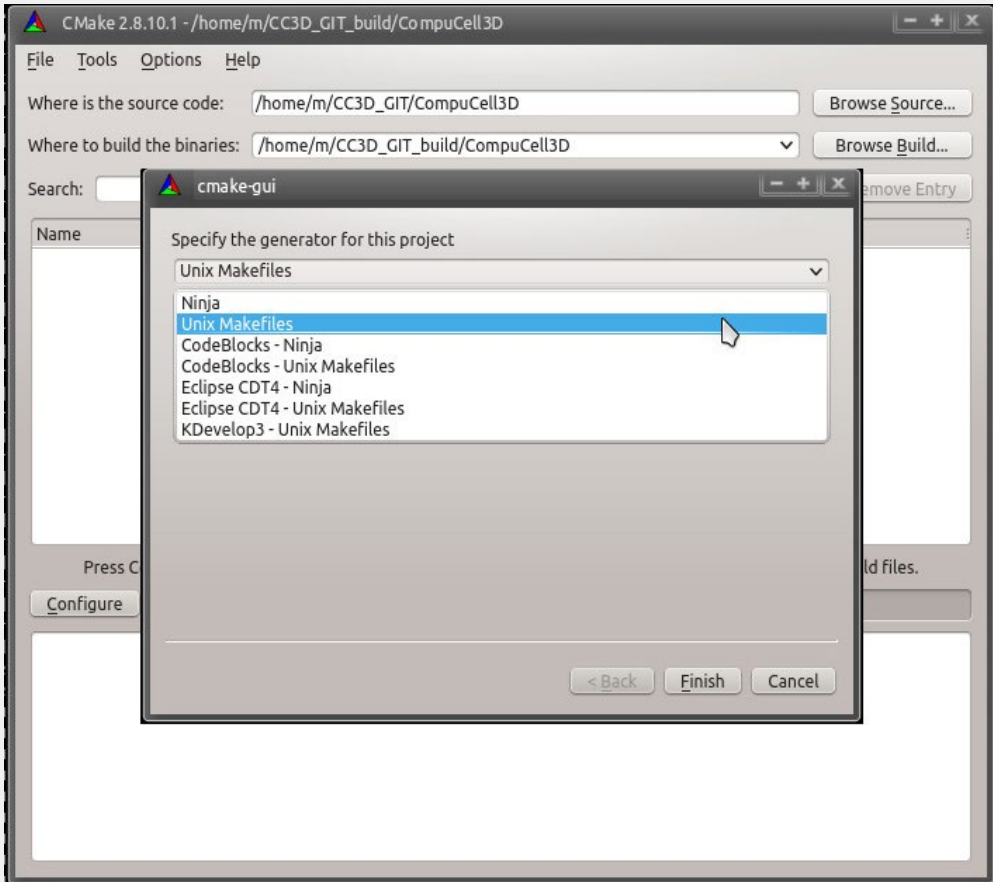 CMake 2.8.10.1 - /home/m/CC3D_GIT_build/CompuCell3D
File Tools Options Help
Where is the source code: /home/m/CC3D_GIT/CompuCell3D Browse Source...
Where to build the binaries: /home/m/CC3D_GIT_build/CompuCell3D Browse Build...
Search: emove Entry
cmake-gui
Name
Specify the generator for this project
Unix Makefiles
Ninja
Unix Makefiles
CodeBlocks - Ninja
CodeBlocks - Unix Makefiles
Eclipse CDT4 - Ninja
Eclipse CDT4 - Unix Makefiles
KDevelop3 - Unix Makefiles
Press C ld files.
Configure
< Back Finish Cancel